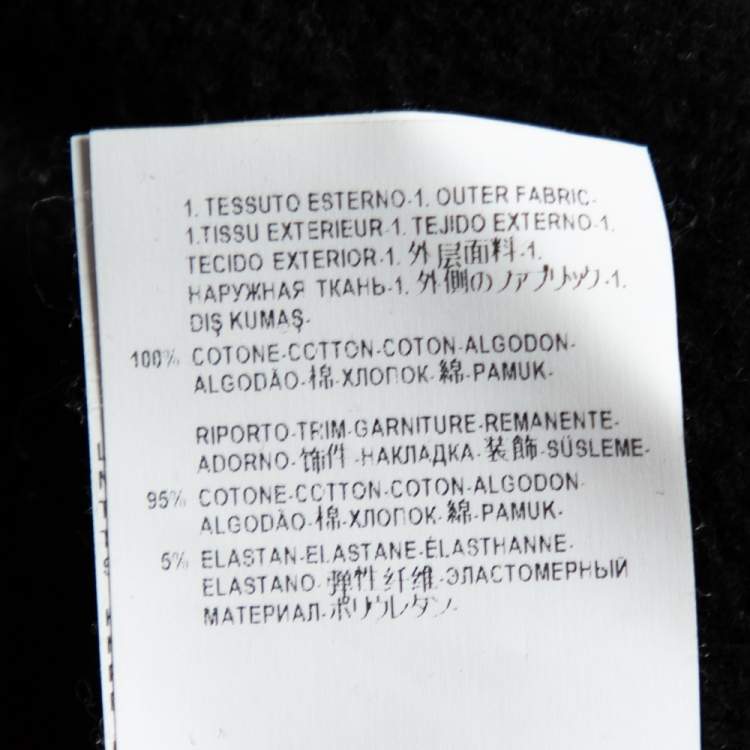 1. TESSUTO ESTERNO-1. OUTER FABRIC-
1.TISSU EXTERIEUR-1. TEJIDO EXTERNO-1.
TECIDO EXTERIOR-1. 外层面料-1.
НАРУЖНАЯ ТКАНЬ-1. 外側のファブリック-1.
DIŞ KUMAŞ-
100% COTONE-COTTON-COTON-ALGODON-
ALGODÃO-棉-ХЛОПОК-綿-PAMUK-
RIPORTO-TRIM-GARNITURE-REMANENTE-
ADORNO-饰件-НАКЛАДКА-装飾-SÜSLEME-
95% COTONE-COTTON-COTON-ALGODON-
ALGODÃO-棉-ХЛОПОК-綿-PAMUK-
5% ELASTAN-ELASTANE-ÉLASTHANNE-
ELASTANO-弹性纤维-ЭЛАСТОМЕРНЫЙ
МАТЕРИАЛ-ポリウレタン-